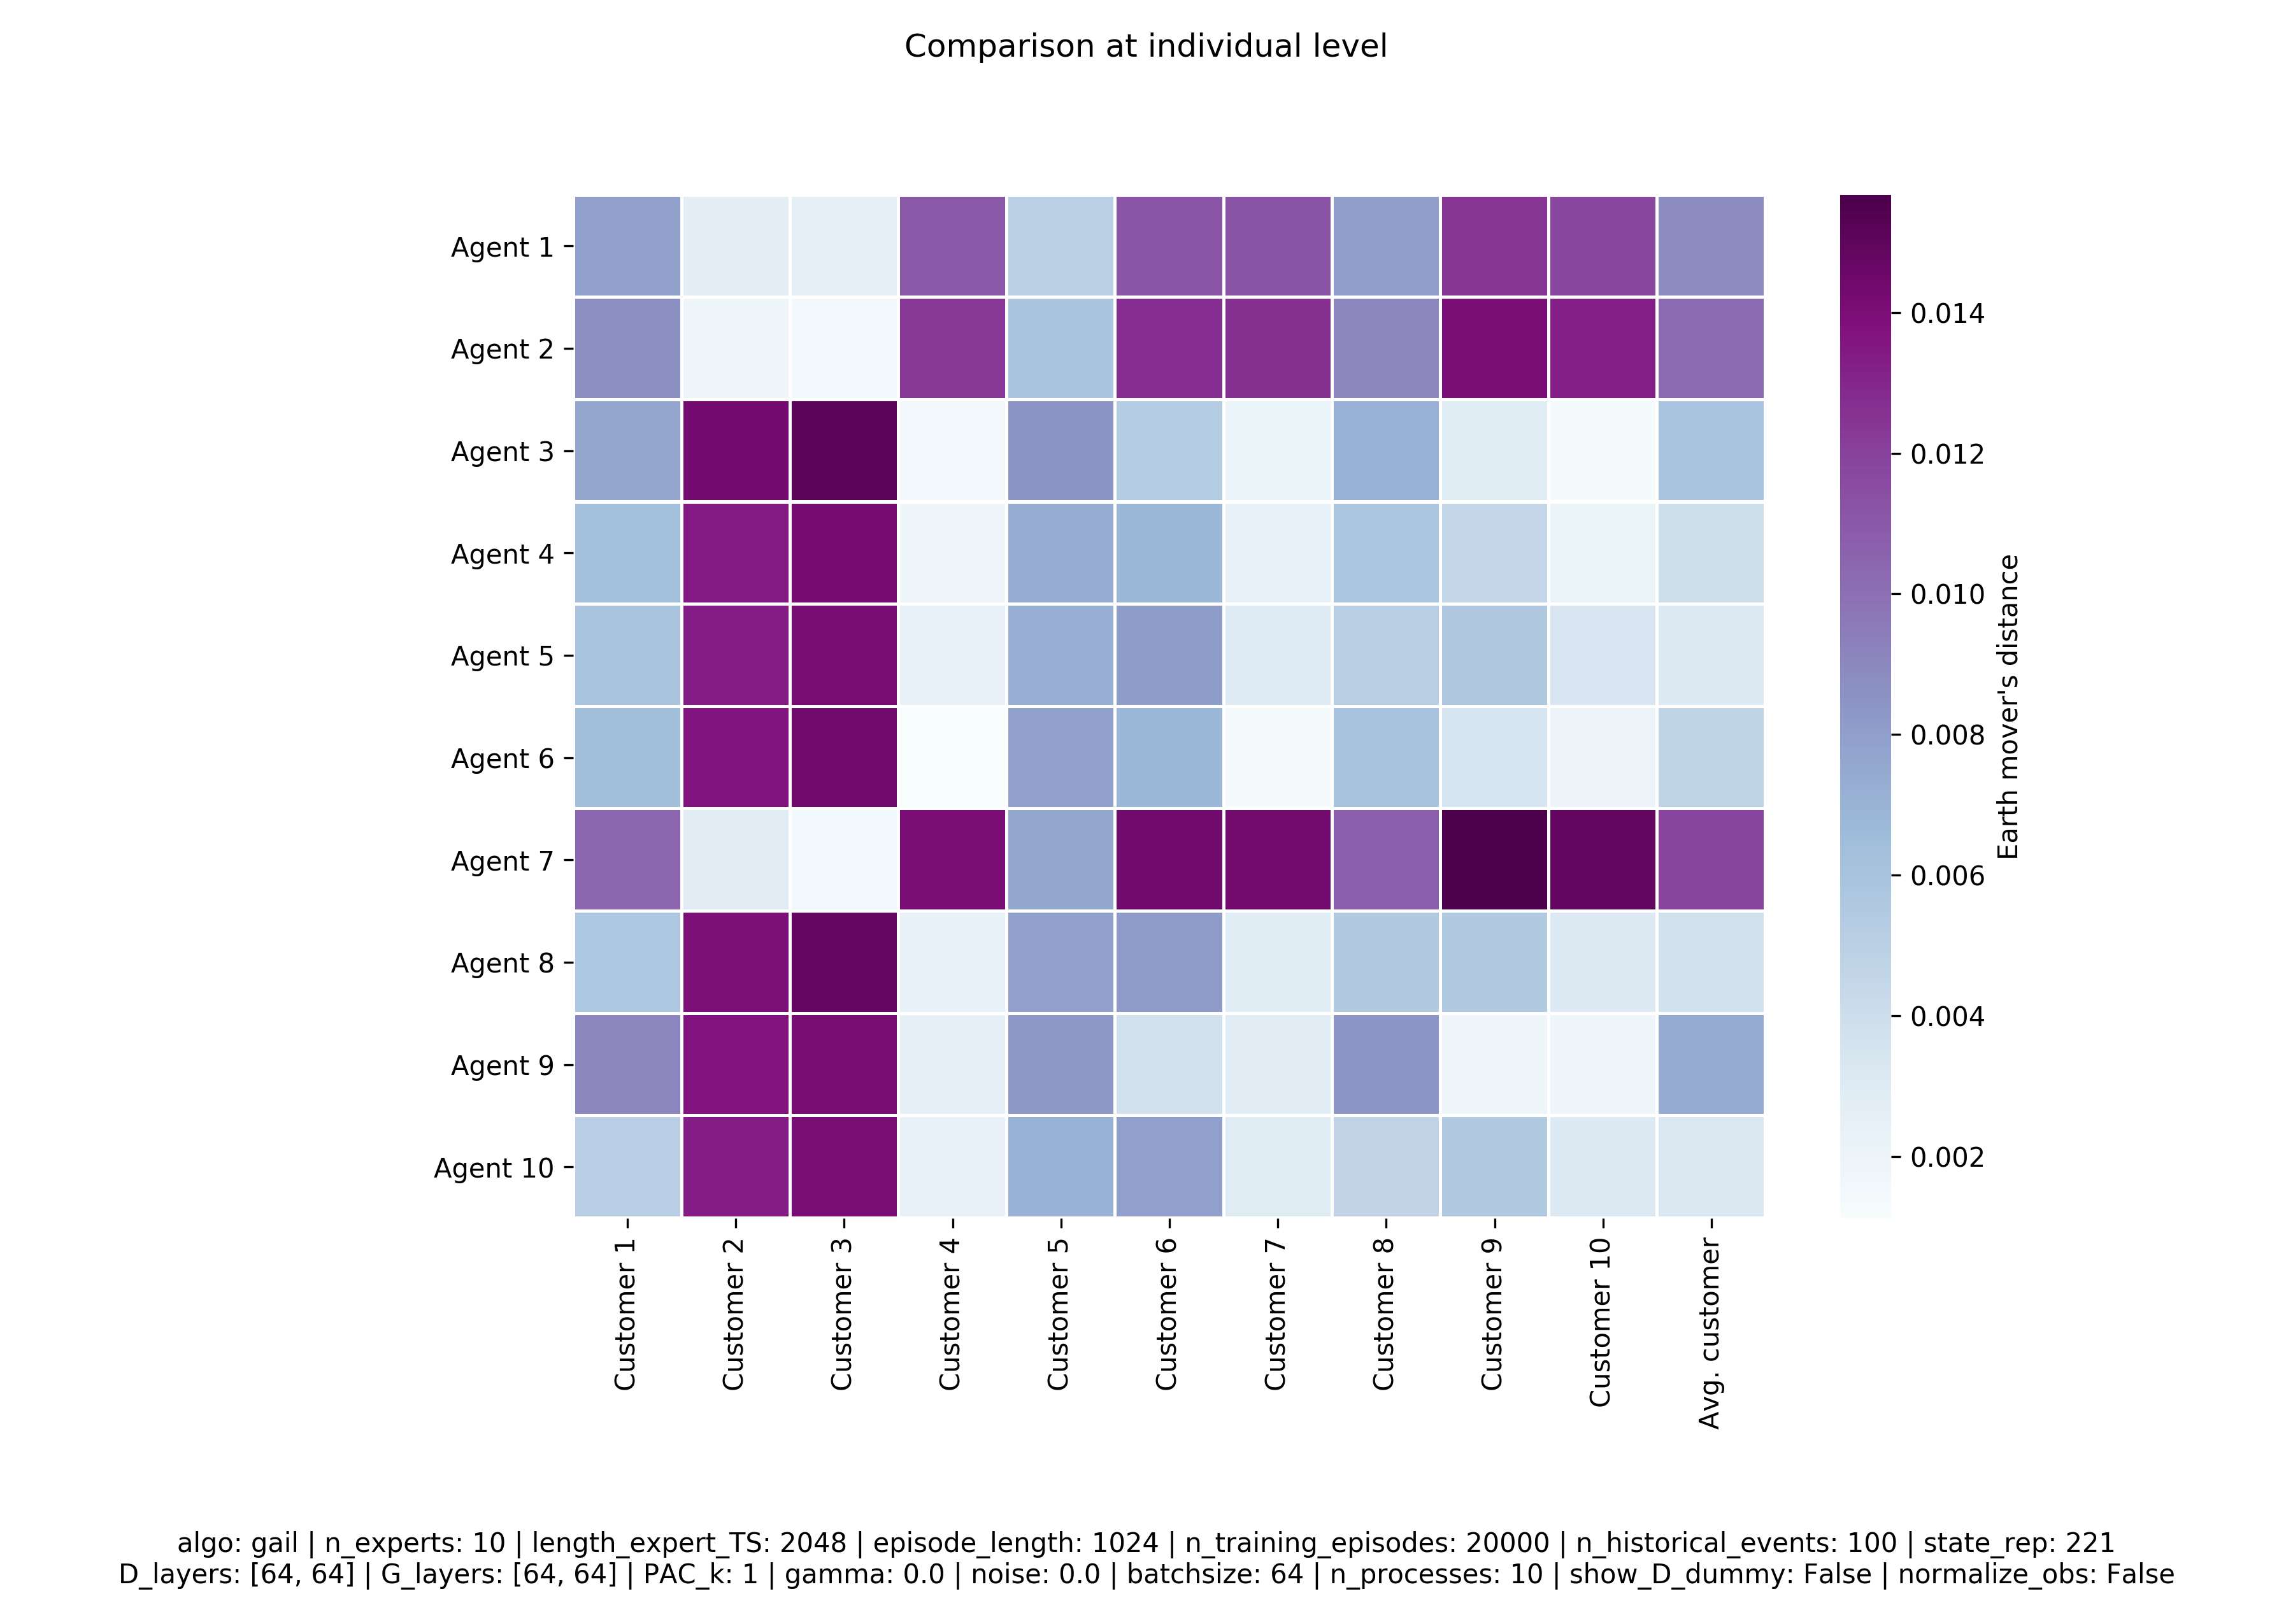 Comparison at individual level
Agent 1
Agent 2
Agent 3
Agent 4
Agent 5
Agent 6
Agent 7
Agent 8
Agent 9
Agent 10
Customer 1
Customer 2
Customer 3
Customer 4
Customer 5
Customer 6
Customer 7
Customer 8
Customer 9
Customer 10
Avg. customer
0.014
0.012
0.010
0.008
0.006
0.004
0.002
Earth mover's distance
algo: gail | n_experts: 10 | length_expert_TS: 2048 | episode_length: 1024 | n_training_episodes: 20000 | n_historical_events: 100 | state_rep: 221
D_layers: [64, 64] | G_layers: [64, 64] | PAC_k: 1 | gamma: 0.0 | noise: 0.0 | batchsize: 64 | n_processes: 10 | show_D_dummy: False | normalize_obs: False